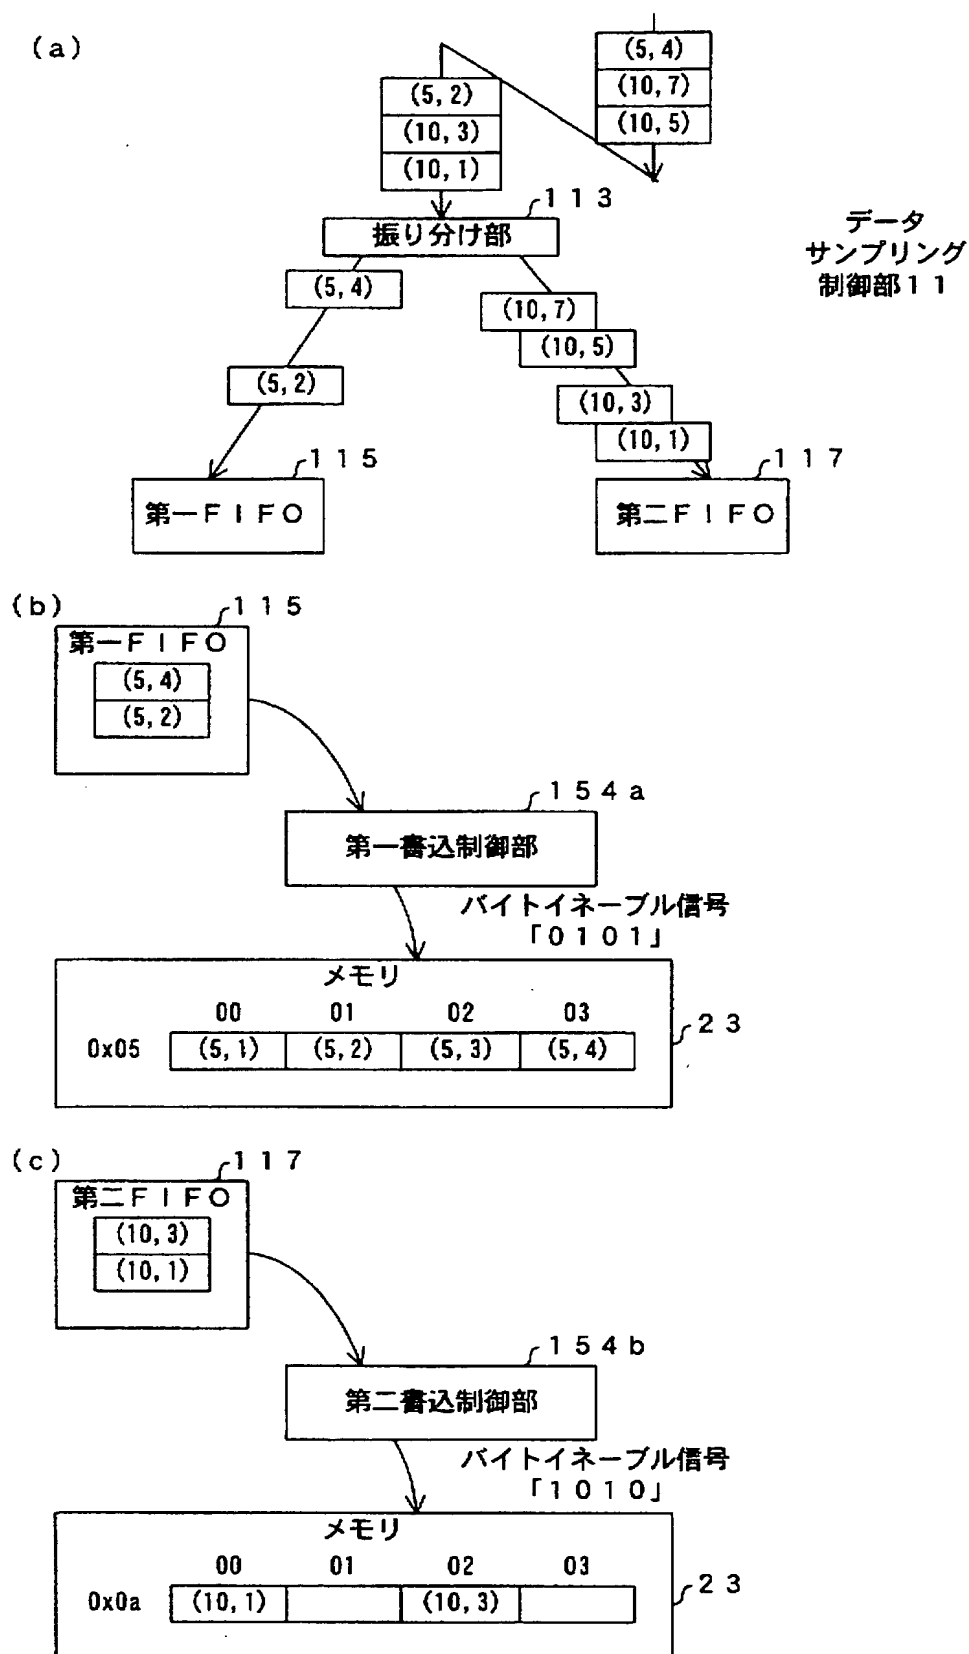 (a)
(5, 4)
(10, 7)
(10, 5)
(5, 2)
(10, 3)
(10, 1)
113
振り分け部
データ
サンプリング
制御部11
(5, 4)
(10, 7)
(10, 5)
(5, 2)
(10, 3)
(10, 1)
115
117
第一FIFO
第二FIFO
(b)
115
第一FIFO
(5, 4)
(5, 2)
154a
第一書込制御部
バイトイネーブル信号
「0101」
メモリ
00 01 02 03
23
0x05 (5, 1) (5, 2) (5, 3) (5, 4)
(c)
117
第二FIFO
(10, 3)
(10, 1)
154b
第二書込制御部
バイトイネーブル信号
「1010」
メモリ
00 01 02 03
23
0x0a (10, 1) (10, 3)